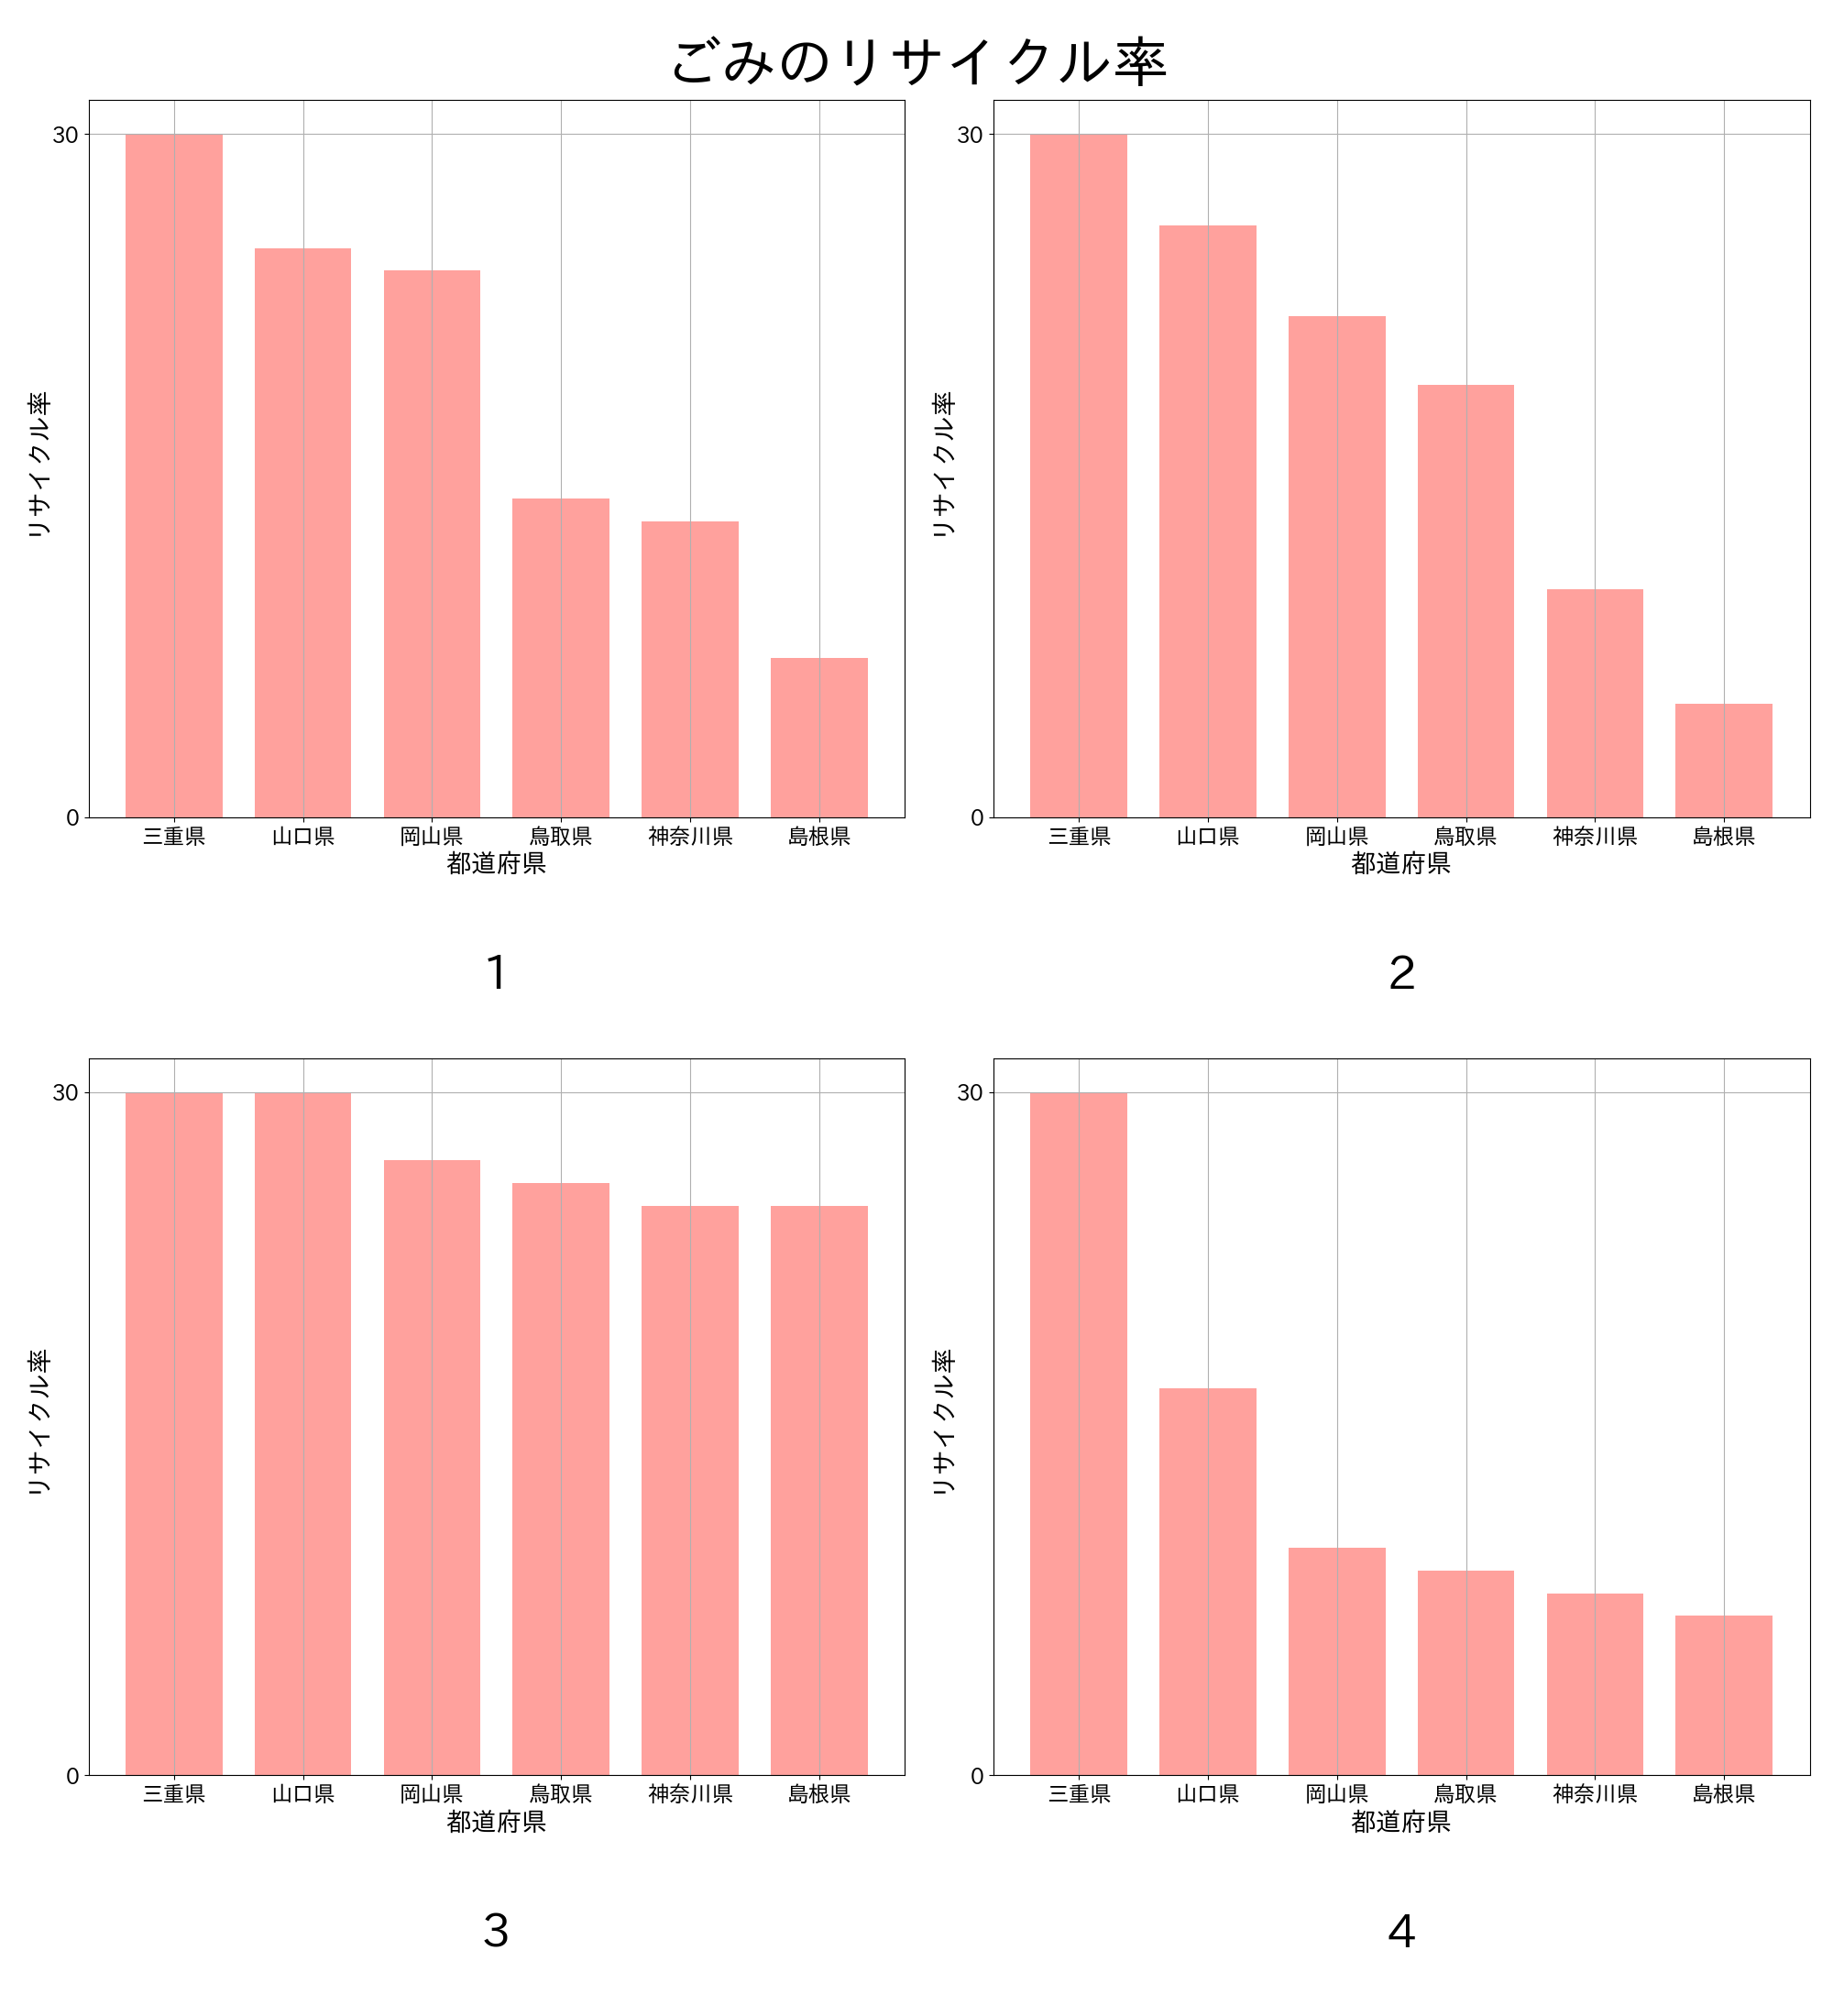 ごみのリサイクル率
30
リサイクル率
0
三重県 山口県 岡山県 鳥取県 神奈川県 島根県
都道府県
1
30
リサイクル率
0
三重県 山口県 岡山県 鳥取県 神奈川県 島根県
都道府県
2
30
リサイクル率
0
三重県 山口県 岡山県 鳥取県 神奈川県 島根県
都道府県
3
30
リサイクル率
0
三重県 山口県 岡山県 鳥取県 神奈川県 島根県
都道府県
4